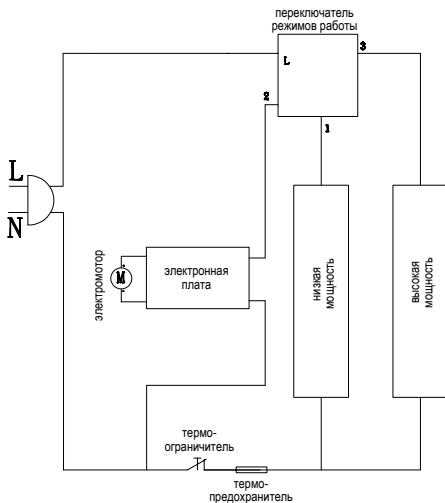 переключатель
режимов работы
3
L
2
1
L
N
электромотор
M
электронная
плата
низкая
мощность
высокая
мощность
термо-
ограничитель
термо-
предохранитель